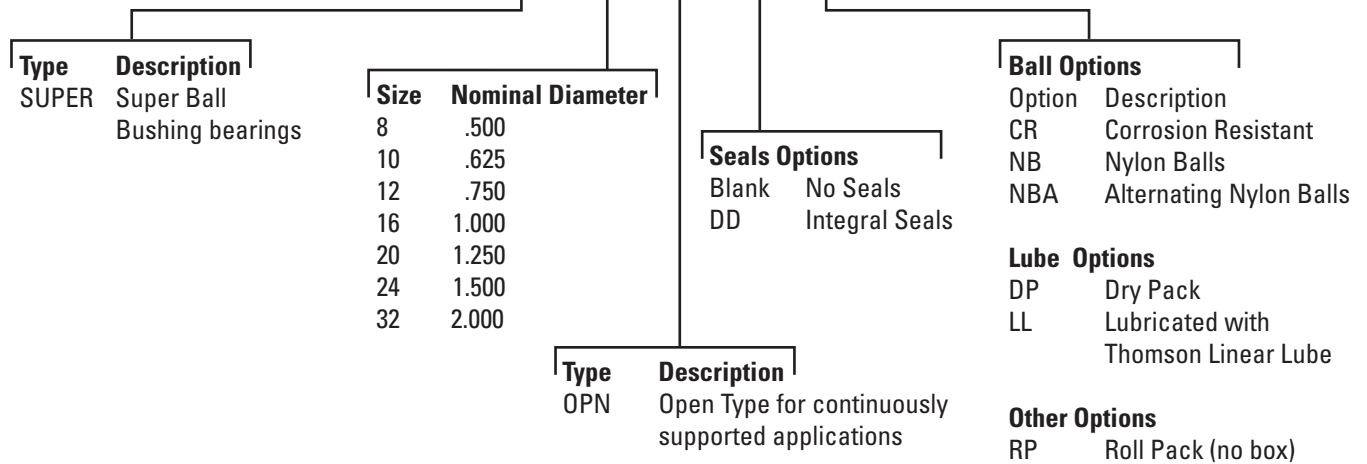 Type Description
SUPER Super Ball
Bushing bearings
Size Nominal Diameter
8 .500
10 .625
12 .750
16 1.000
20 1.250
24 1.500
32 2.000
Type Description
OPN Open Type for continuously
supported applications
Seals Options
Blank No Seals
DD Integral Seals
Ball Options
Option Description
CR Corrosion Resistant
NB Nylon Balls
NBA Alternating Nylon Balls
Lube Options
DP Dry Pack
LL Lubricated with
Thomson Linear Lube
Other Options
RP Roll Pack (no box)